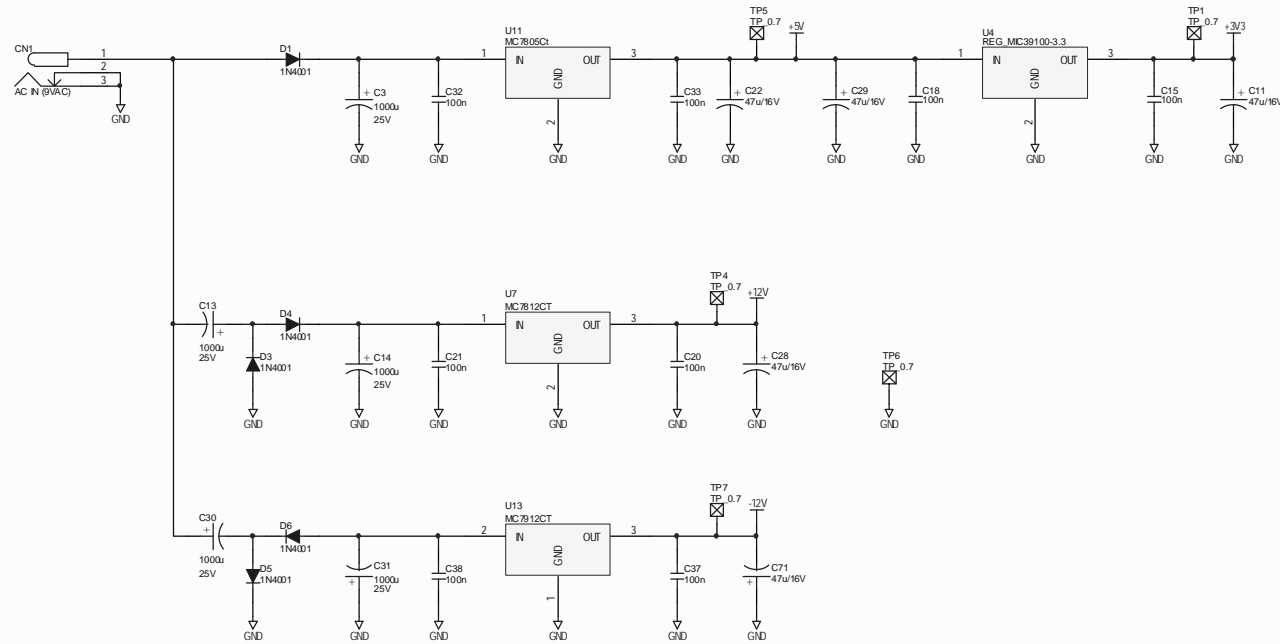 CN1
1
2
3
AC IN (9VAC)
GND
D1
1N4001
C3
1000u
25V
GND
C32
100n
GND
U11
MC7805Ct
1
IN
OUT
GND
3
2
GND
C33
100n
GND
C22
47u/16V
GND
TP5
TP_0.7
+5V
C29
47u/16V
GND
C18
100n
GND
U4
REG_MIC39100-3.3
1
IN
OUT
GND
3
2
GND
C15
100n
GND
TP1
TP_0.7
+3V3
C11
47u/16V
GND
C13
1000u
25V
D3
1N4001
GND
D4
1N4001
C14
1000u
25V
GND
C21
100n
GND
U7
MC7812CT
1
IN
OUT
GND
3
2
GND
C20
100n
GND
TP4
TP_0.7
+12V
C28
47u/16V
GND
TP6
TP_0.7
GND
C30
1000u
25V
D5
1N4001
GND
D6
1N4001
C31
1000u
25V
GND
C38
100n
GND
U13
MC7912CT
2
IN
OUT
GND
3
1
GND
C37
100n
GND
TP7
TP_0.7
-12V
C71
47u/16V
GND